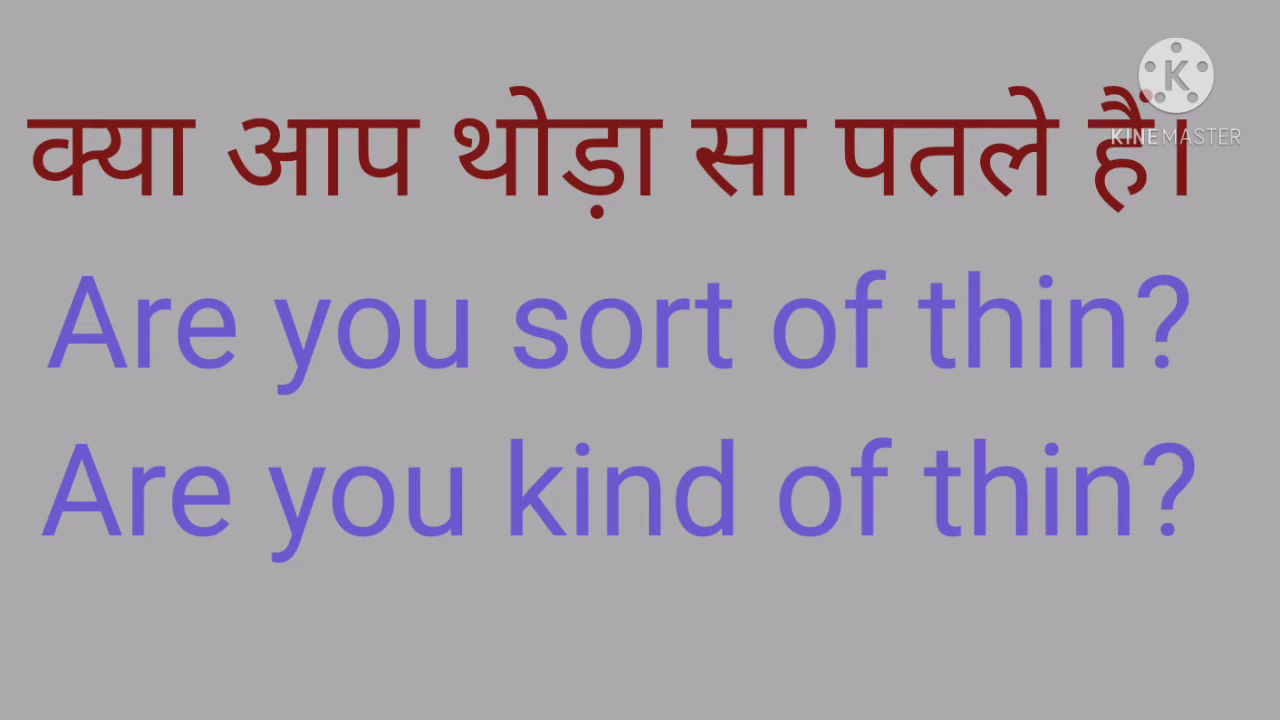 क्या आप थोड़ा सा पतले हैं।
Are you sort of thin?
Are you kind of thin?
K
KINEMASTER